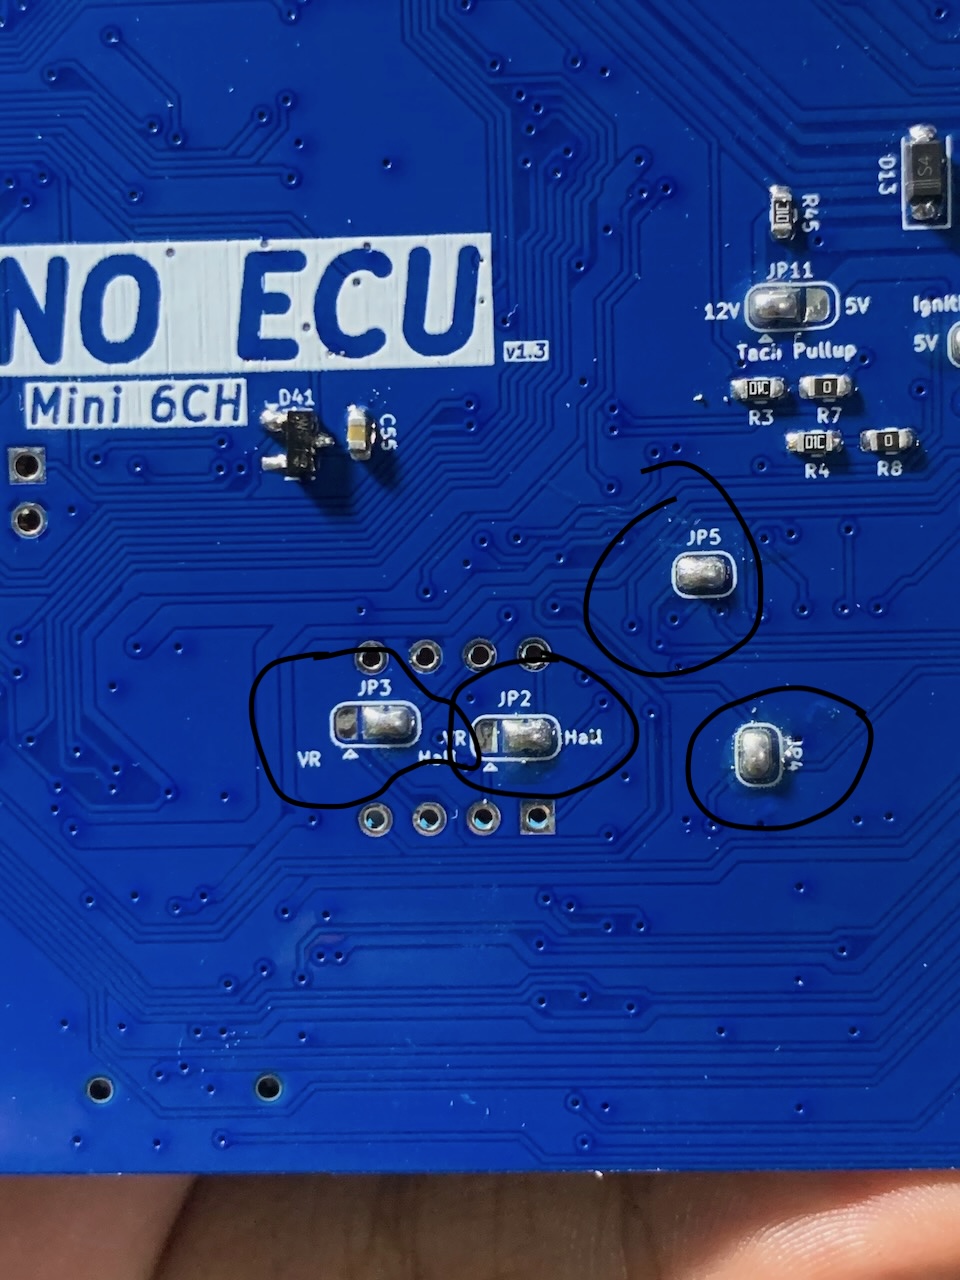 NO ECU
v1.3
Mini 6CH
D41
C55
D13
S4
R45
JP11
12V
5V
Tach Pullup
5V
01C
0
R3
R7
01C
0
R4
R8
JP5
JP3
VR
Hall
JP2
VR
Hall
JP4